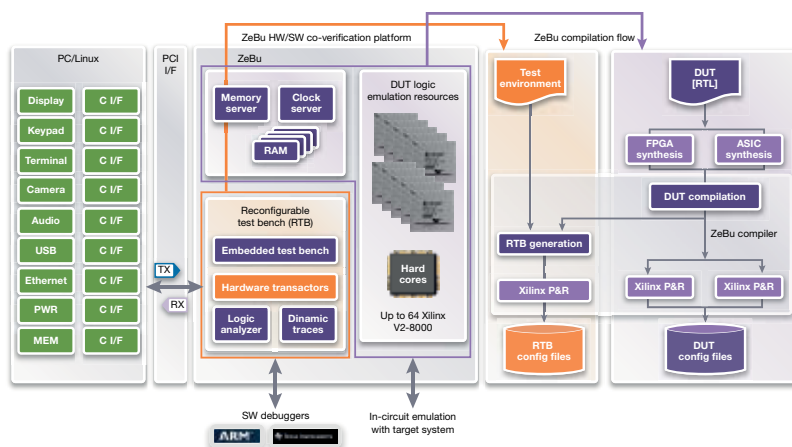 ZeBu HW/SW co-verification platform
ZeBu compilation flow
PC/Linux
PCI
I/F
ZeBu
Display
C I/F
Keypad
C I/F
Terminal
C I/F
Camera
C I/F
Audio
C I/F
USB
C I/F
Ethernet
C I/F
PWR
C I/F
MEM
C I/F
TX
RX
Memory
server
Clock
server
RAM
Reconfigurable
test bench (RTB)
Embedded test bench
Hardware transactors
Logic
analyzer
Dinamic
traces
DUT logic
emulation resources
Hard
cores
Up to 64 Xilinx
V2-8000
SW debuggers
ARM
In-circuit emulation
with target system
Test
environment
RTB generation
Xilinx P&R
RTB
config files
DUT
[RTL]
FPGA
synthesis
ASIC
synthesis
DUT compilation
ZeBu compiler
Xilinx P&R
Xilinx P&R
DUT
config files